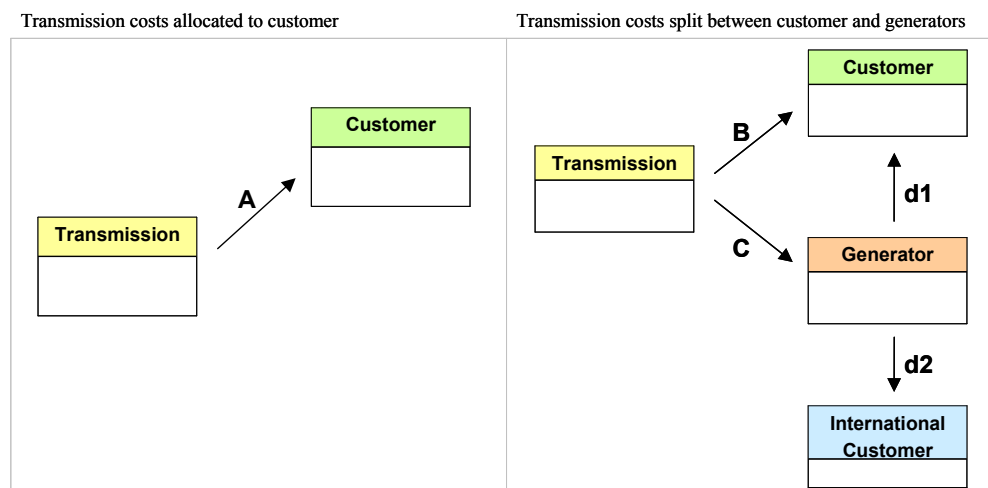 Transmission costs allocated to customer
Customer
A
Transmission
Transmission costs split between customer and generators
Customer
B
Transmission
d1
C
Generator
d2
International
Customer